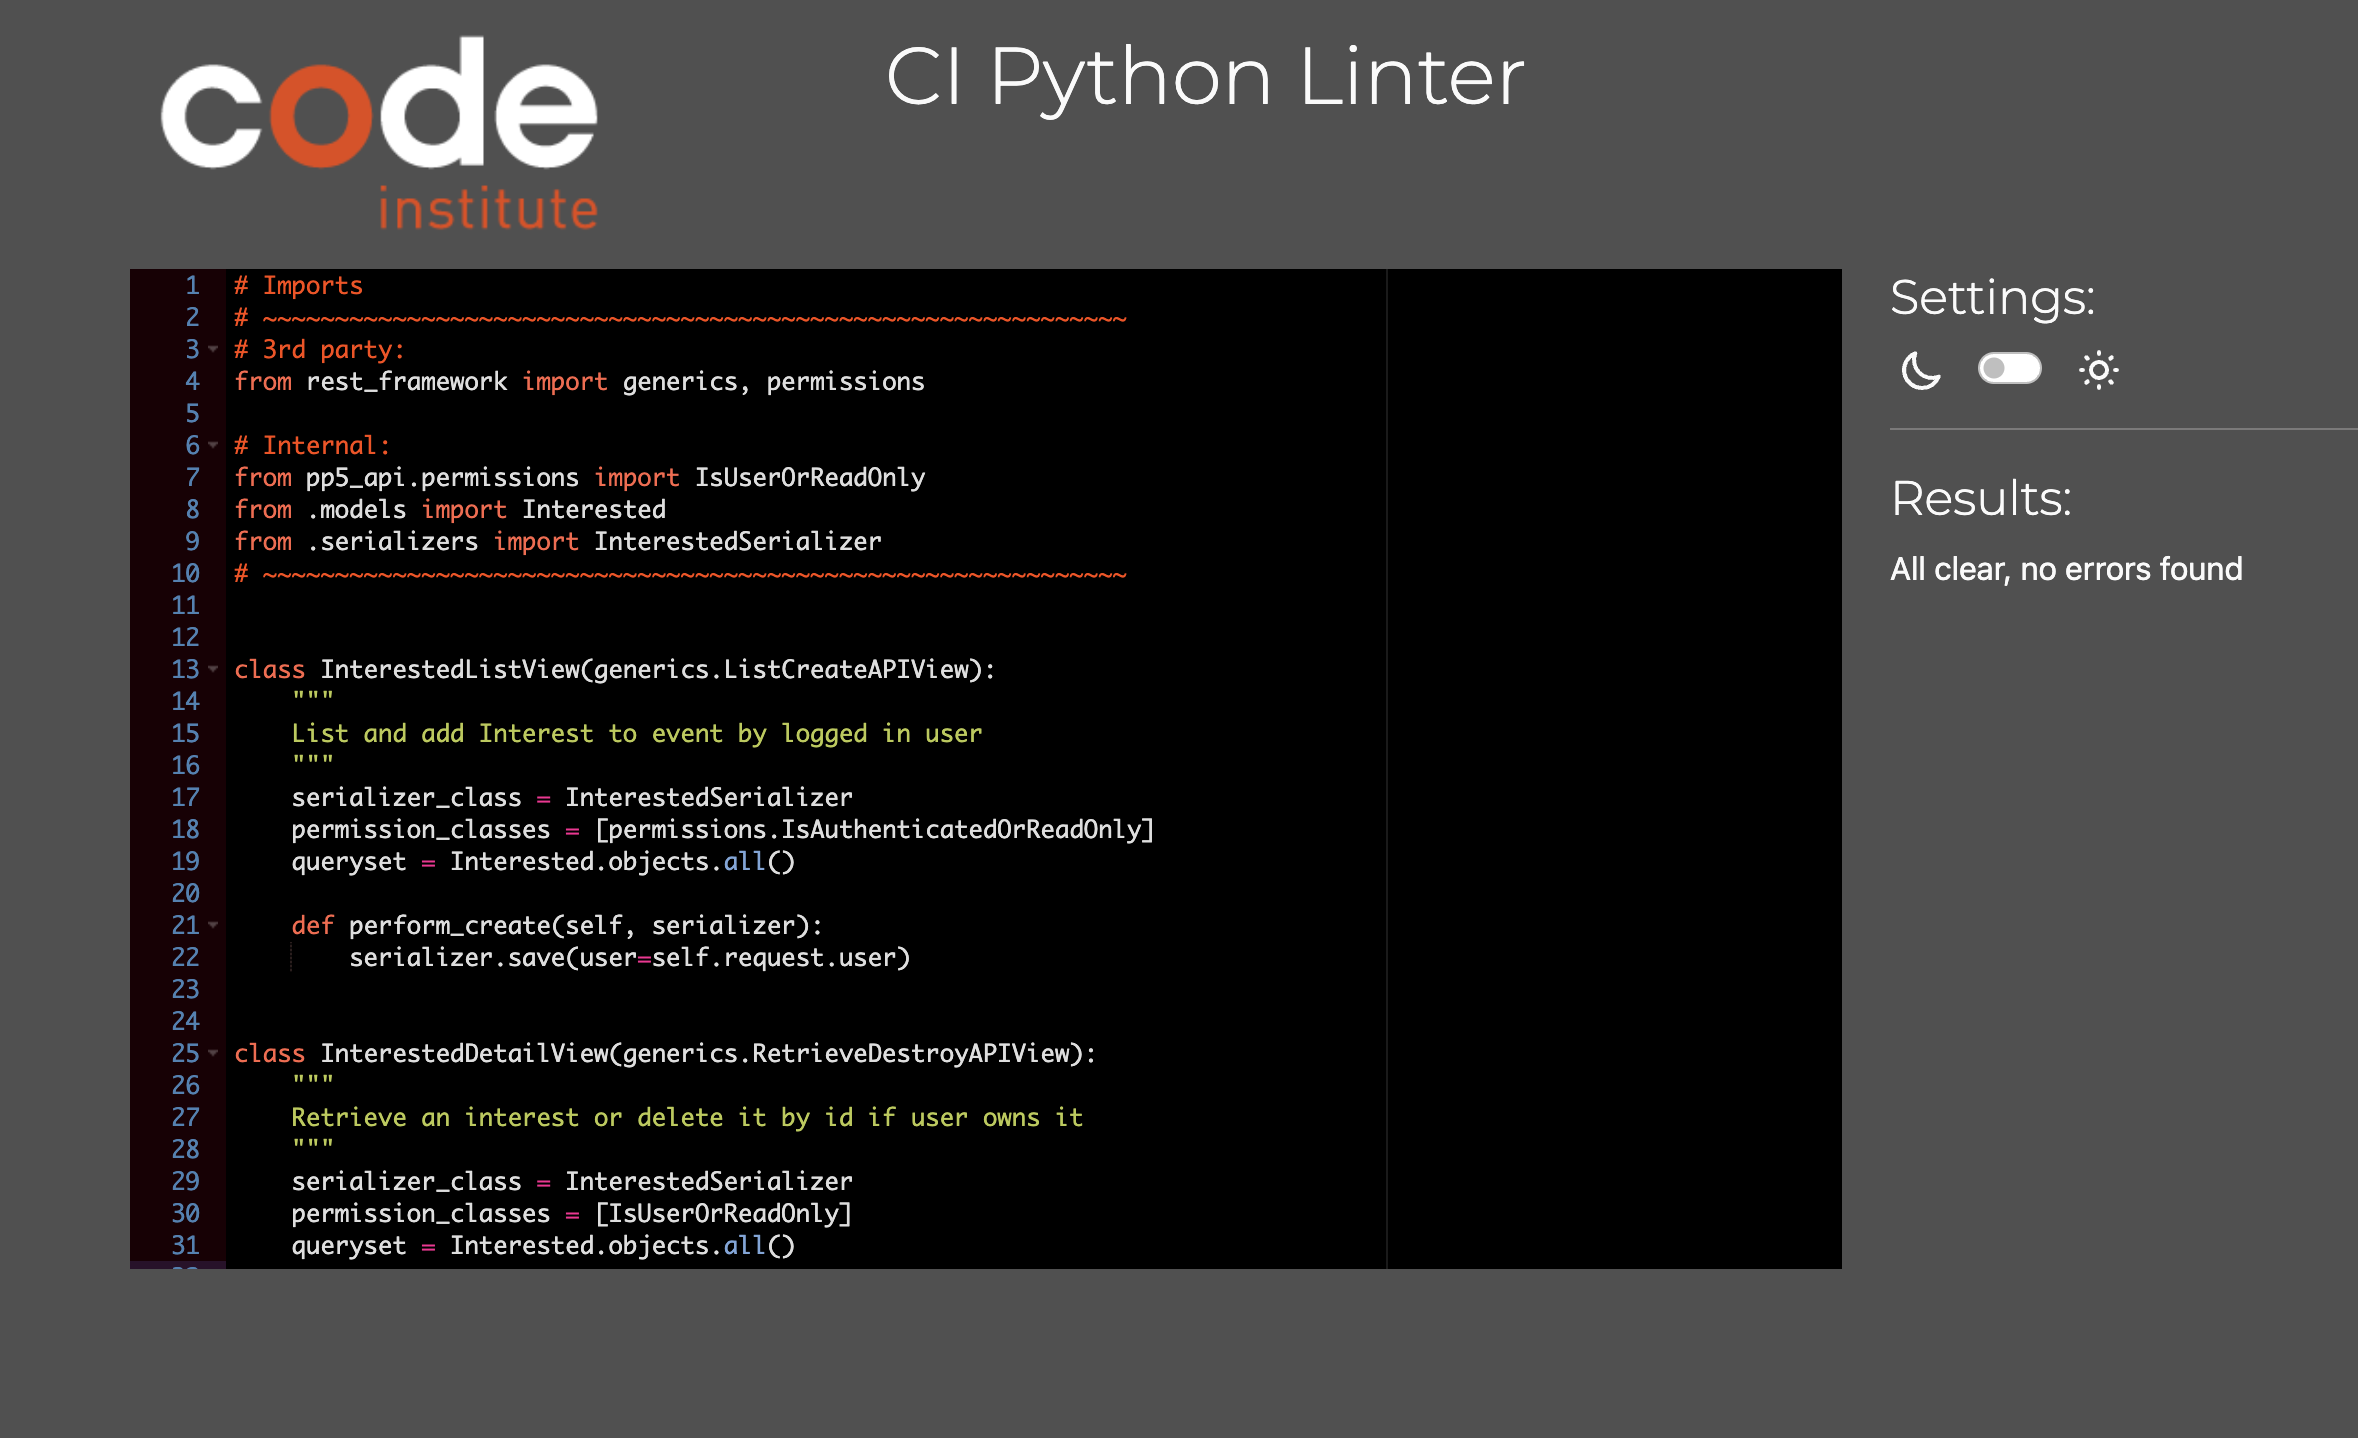 code
institute
CI Python Linter
1 # Imports
2 # ~~~~~~~~~~~~~~~~~~~~~~~~~~~~~~~~~~~~~~~~~~~~~~~~~~~~~~~~~~~~
3 # 3rd party:
4 from rest_framework import generics, permissions
5
6 # Internal:
7 from pp5_api.permissions import IsUserOrReadOnly
8 from .models import Interested
9 from .serializers import InterestedSerializer
10 # ~~~~~~~~~~~~~~~~~~~~~~~~~~~~~~~~~~~~~~~~~~~~~~~~~~~~~~~~~~~~
11
12
13 class InterestedListView(generics.ListCreateAPIView):
14     """
15     List and add Interest to event by logged in user
16     """
17     serializer_class = InterestedSerializer
18     permission_classes = [permissions.IsAuthenticatedOrReadOnly]
19     queryset = Interested.objects.all()
20
21     def perform_create(self, serializer):
22         serializer.save(user=self.request.user)
23
24
25 class InterestedDetailView(generics.RetrieveDestroyAPIView):
26     """
27     Retrieve an interest or delete it by id if user owns it
28     """
29     serializer_class = InterestedSerializer
30     permission_classes = [IsUserOrReadOnly]
31     queryset = Interested.objects.all()
Settings:
Results:
All clear, no errors found